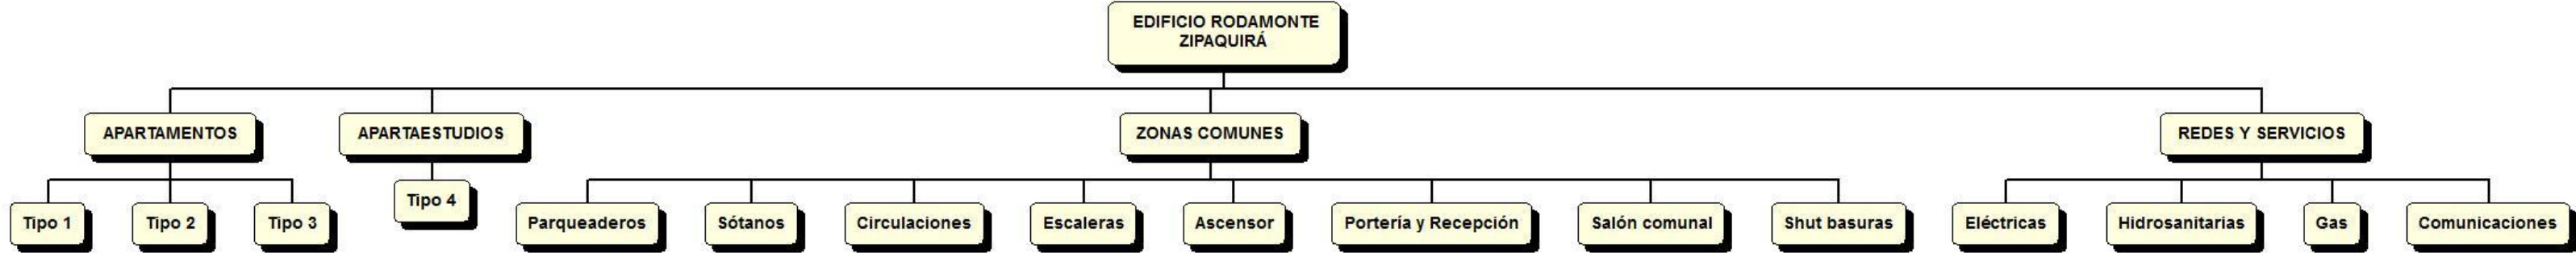 EDIFICIO RODAMONTE
ZIPAQUIRÁ
APARTAMENTOS
APARTAESTUDIOS
ZONAS COMUNES
REDES Y SERVICIOS
Tipo 1
Tipo 2
Tipo 3
Tipo 4
Parqueaderos
Sótanos
Circulaciones
Escaleras
Ascensor
Portería y Recepción
Salón comunal
Shut basuras
Eléctricas
Hidrosanitarias
Gas
Comunicaciones